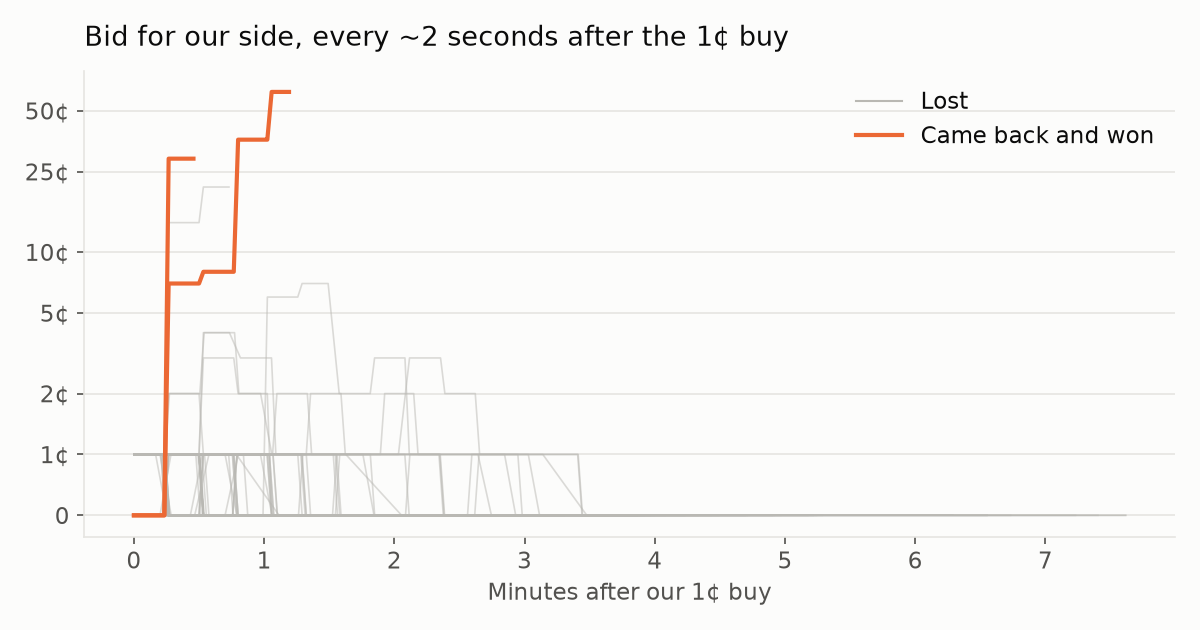 Bid for our side, every ~2 seconds after the 1¢ buy
Lost
Came back and won
50¢
25¢
10¢
5¢
2¢
1¢
0
0 1 2 3 4 5 6 7
Minutes after our 1¢ buy